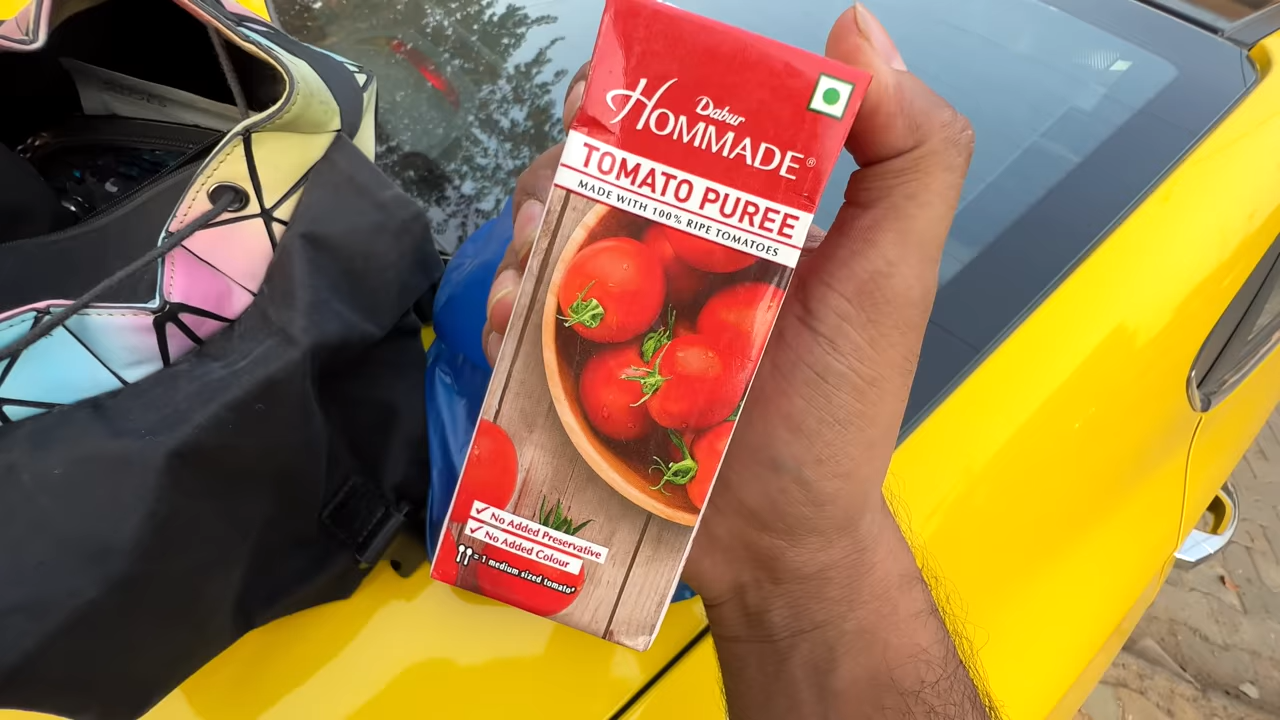 Dabur
HOMMADE®
TOMATO PUREE
MADE WITH 100% RIPE TOMATOES
✓ No Added Preservative
✓ No Added Colour
= 1 medium sized tomato#